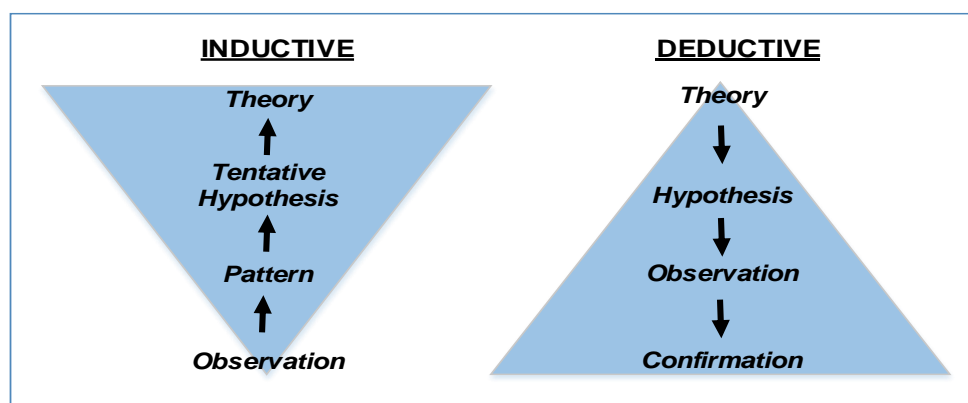 INDUCTIVE
Theory
Tentative
Hypothesis
Pattern
Observation
DEDUCTIVE
Theory
Hypothesis
Observation
Confirmation